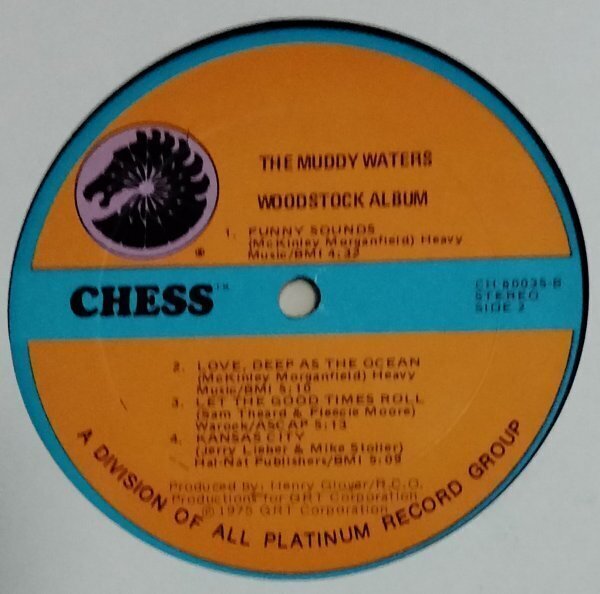 THE MUDDY WATERS
WOODSTOCK ALBUM
1. FUNNY SOUNDS
(McKinley Morganfield) Heavy
Music/BMI 4:32
®
CHESS™
CH 60035-B
STEREO
SIDE 2
2. LOVE, DEEP AS THE OCEAN
(McKinley Morganfield) Heavy
Music/BMI 5:10
3. LET THE GOOD TIMES ROLL
(Sam Theard & Fleecie Moore)
Warock/ASCAP 5:13
4. KANSAS CITY
(Jerry Lieber & Mike Stoller)
Hal-Nat Publishers/BMI 5:09
Produced by: Henry Glover/R.C.O.
Productions for GRT Corporation
© 1975 GRT Corporation
A DIVISION OF ALL PLATINUM RECORD GROUP